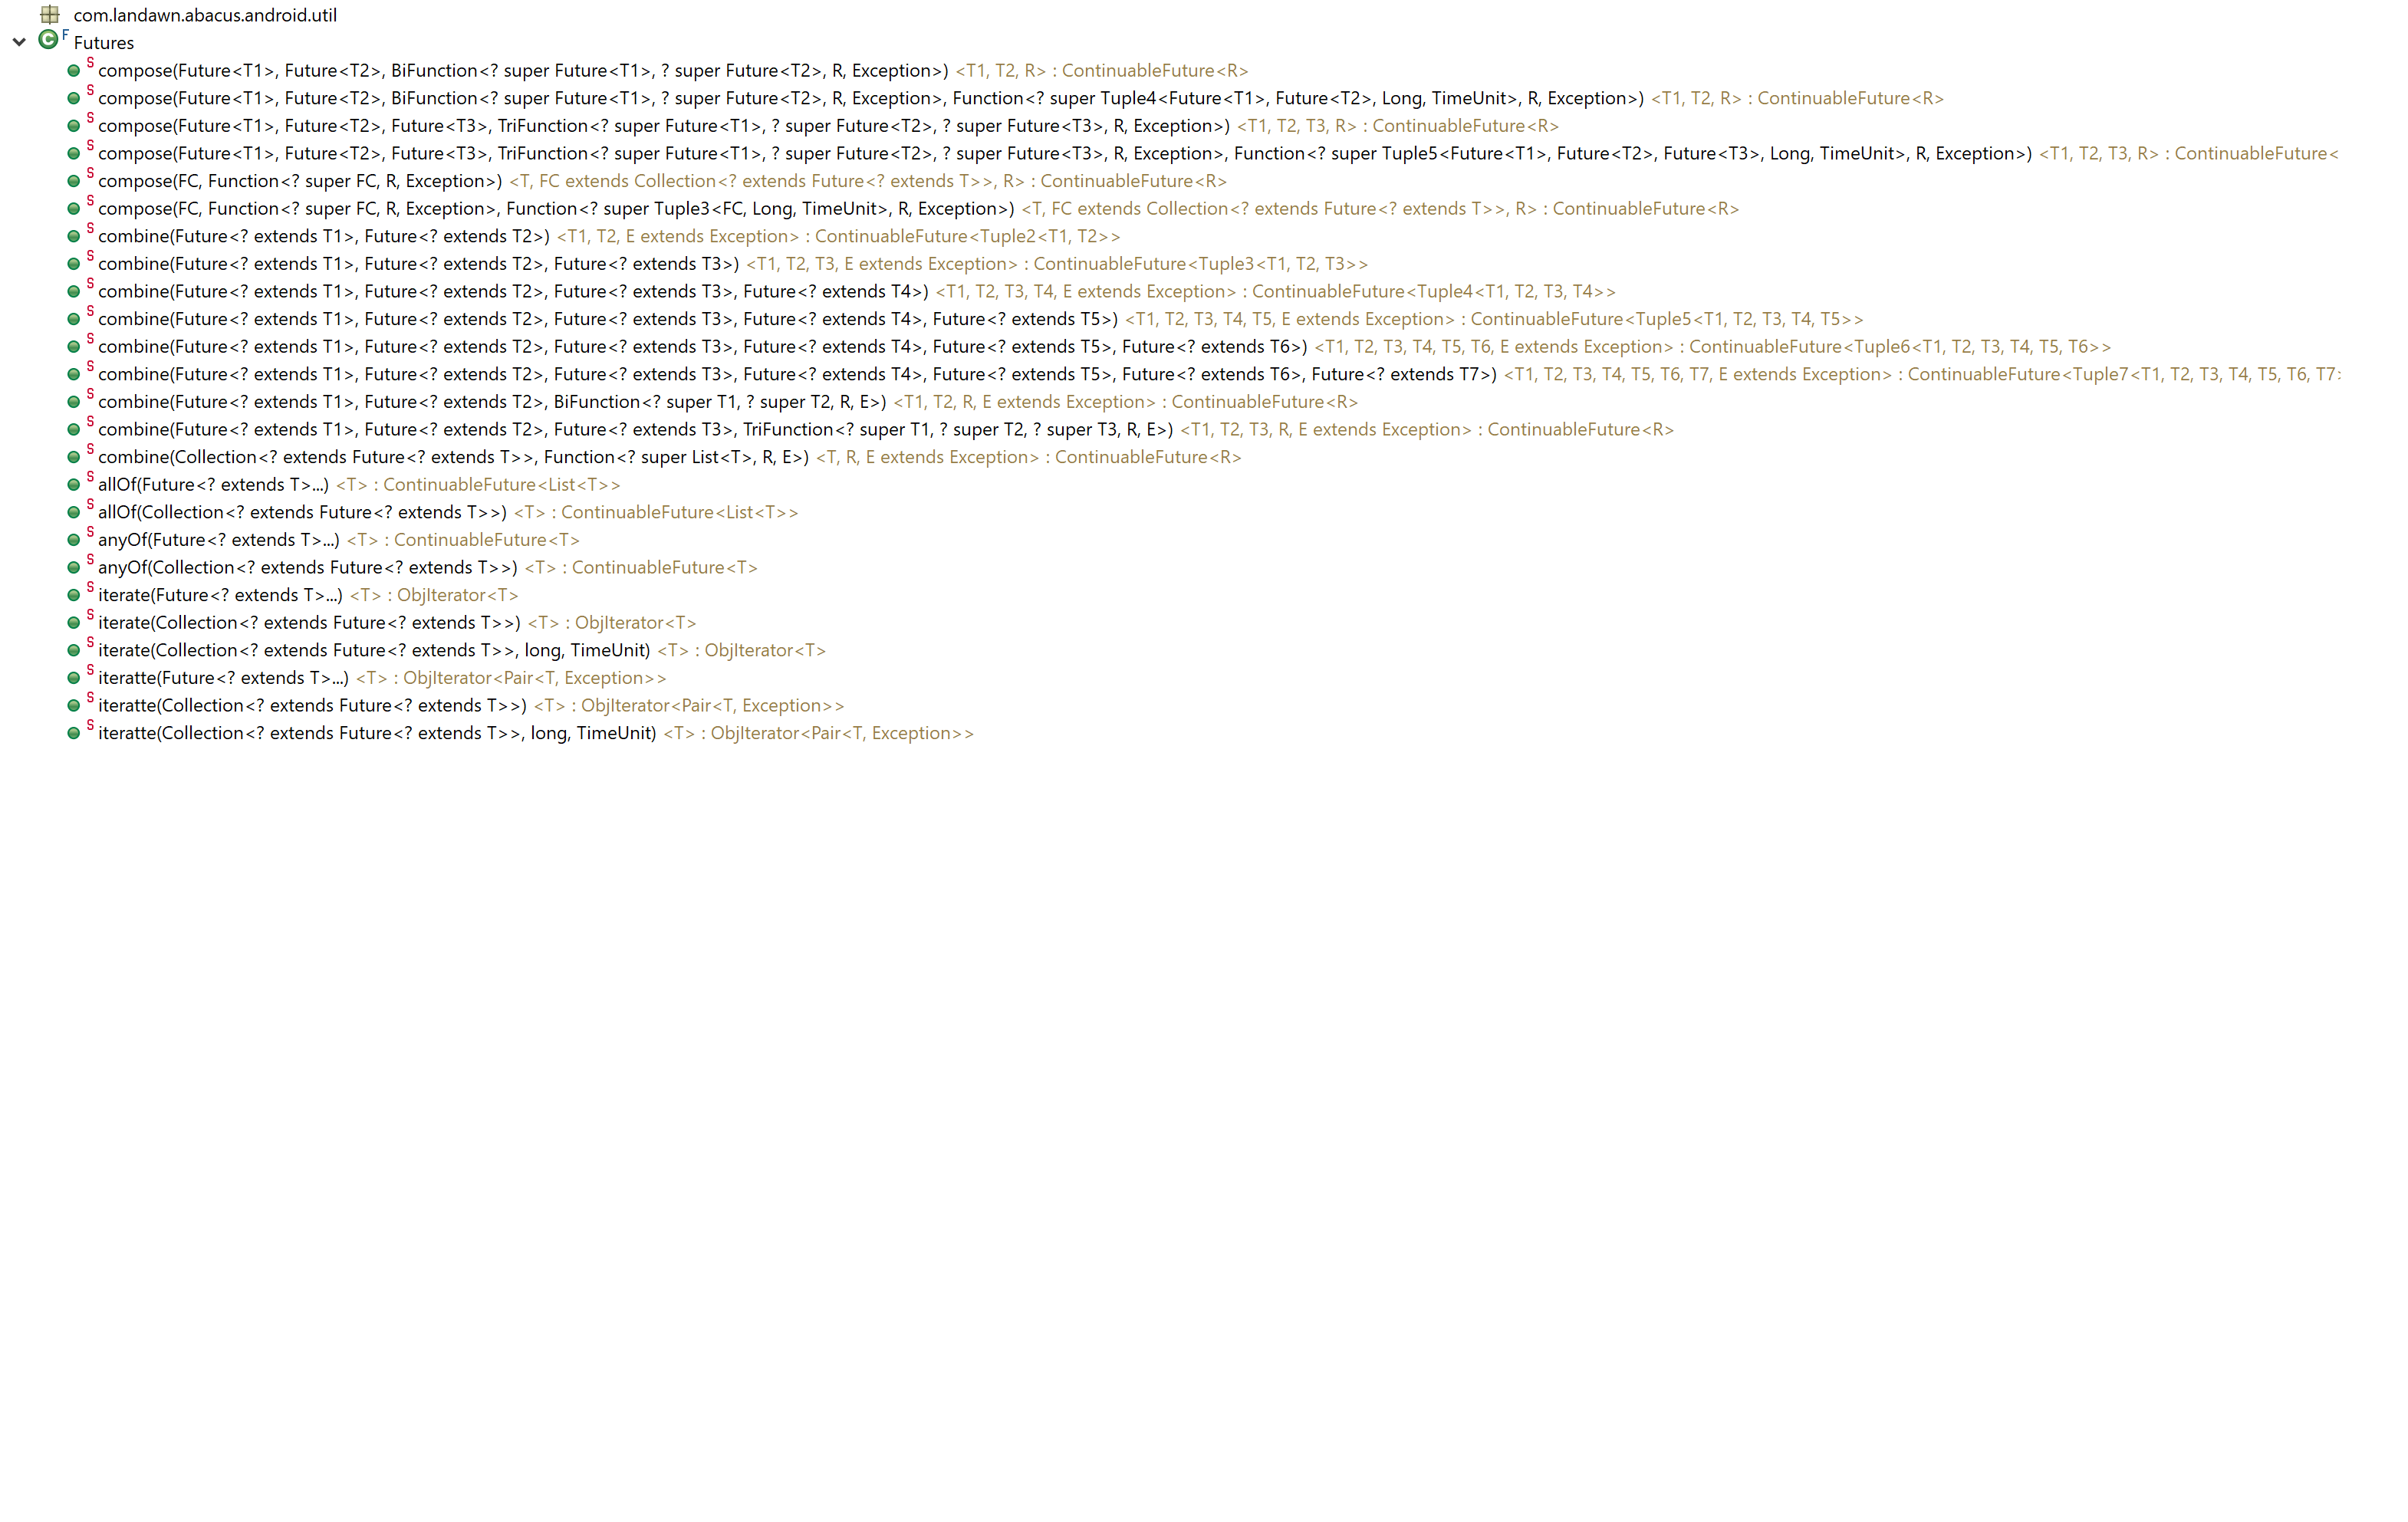 com.landawn.abacus.android.util
C F Futures
S compose(Future<T1>, Future<T2>, BiFunction<? super Future<T1>, ? super Future<T2>, R, Exception>) <T1, T2, R> : ContinuableFuture<R>
S compose(Future<T1>, Future<T2>, BiFunction<? super Future<T1>, ? super Future<T2>, R, Exception>, Function<? super Tuple4<Future<T1>, Future<T2>, Long, TimeUnit>, R, Exception>) <T1, T2, R> : ContinuableFuture<R>
S compose(Future<T1>, Future<T2>, Future<T3>, TriFunction<? super Future<T1>, ? super Future<T2>, ? super Future<T3>, R, Exception>) <T1, T2, T3, R> : ContinuableFuture<R>
S compose(Future<T1>, Future<T2>, Future<T3>, TriFunction<? super Future<T1>, ? super Future<T2>, ? super Future<T3>, R, Exception>, Function<? super Tuple5<Future<T1>, Future<T2>, Future<T3>, Long, TimeUnit>, R, Exception>) <T1, T2, T3, R> : ContinuableFuture<
S compose(FC, Function<? super FC, R, Exception>) <T, FC extends Collection<? extends Future<? extends T>>, R> : ContinuableFuture<R>
S compose(FC, Function<? super FC, R, Exception>, Function<? super Tuple3<FC, Long, TimeUnit>, R, Exception>) <T, FC extends Collection<? extends Future<? extends T>>, R> : ContinuableFuture<R>
S combine(Future<? extends T1>, Future<? extends T2>) <T1, T2, E extends Exception> : ContinuableFuture<Tuple2<T1, T2>>
S combine(Future<? extends T1>, Future<? extends T2>, Future<? extends T3>) <T1, T2, T3, E extends Exception> : ContinuableFuture<Tuple3<T1, T2, T3>>
S combine(Future<? extends T1>, Future<? extends T2>, Future<? extends T3>, Future<? extends T4>) <T1, T2, T3, T4, E extends Exception> : ContinuableFuture<Tuple4<T1, T2, T3, T4>>
S combine(Future<? extends T1>, Future<? extends T2>, Future<? extends T3>, Future<? extends T4>, Future<? extends T5>) <T1, T2, T3, T4, T5, E extends Exception> : ContinuableFuture<Tuple5<T1, T2, T3, T4, T5>>
S combine(Future<? extends T1>, Future<? extends T2>, Future<? extends T3>, Future<? extends T4>, Future<? extends T5>, Future<? extends T6>) <T1, T2, T3, T4, T5, T6, E extends Exception> : ContinuableFuture<Tuple6<T1, T2, T3, T4, T5, T6>>
S combine(Future<? extends T1>, Future<? extends T2>, Future<? extends T3>, Future<? extends T4>, Future<? extends T5>, Future<? extends T6>, Future<? extends T7>) <T1, T2, T3, T4, T5, T6, T7, E extends Exception> : ContinuableFuture<Tuple7<T1, T2, T3, T4, T5, T6, T7:
S combine(Future<? extends T1>, Future<? extends T2>, BiFunction<? super T1, ? super T2, R, E>) <T1, T2, R, E extends Exception> : ContinuableFuture<R>
S combine(Future<? extends T1>, Future<? extends T2>, Future<? extends T3>, TriFunction<? super T1, ? super T2, ? super T3, R, E>) <T1, T2, T3, R, E extends Exception> : ContinuableFuture<R>
S combine(Collection<? extends Future<? extends T>>, Function<? super List<T>, R, E>) <T, R, E extends Exception> : ContinuableFuture<R>
S allOf(Future<? extends T>...) <T> : ContinuableFuture<List<T>>
S allOf(Collection<? extends Future<? extends T>>) <T> : ContinuableFuture<List<T>>
S anyOf(Future<? extends T>...) <T> : ContinuableFuture<T>
S anyOf(Collection<? extends Future<? extends T>>) <T> : ContinuableFuture<T>
S iterate(Future<? extends T>...) <T> : ObjIterator<T>
S iterate(Collection<? extends Future<? extends T>>) <T> : ObjIterator<T>
S iterate(Collection<? extends Future<? extends T>>, long, TimeUnit) <T> : ObjIterator<T>
S iteratte(Future<? extends T>...) <T> : ObjIterator<Pair<T, Exception>>
S iteratte(Collection<? extends Future<? extends T>>) <T> : ObjIterator<Pair<T, Exception>>
S iteratte(Collection<? extends Future<? extends T>>, long, TimeUnit) <T> : ObjIterator<Pair<T, Exception>>